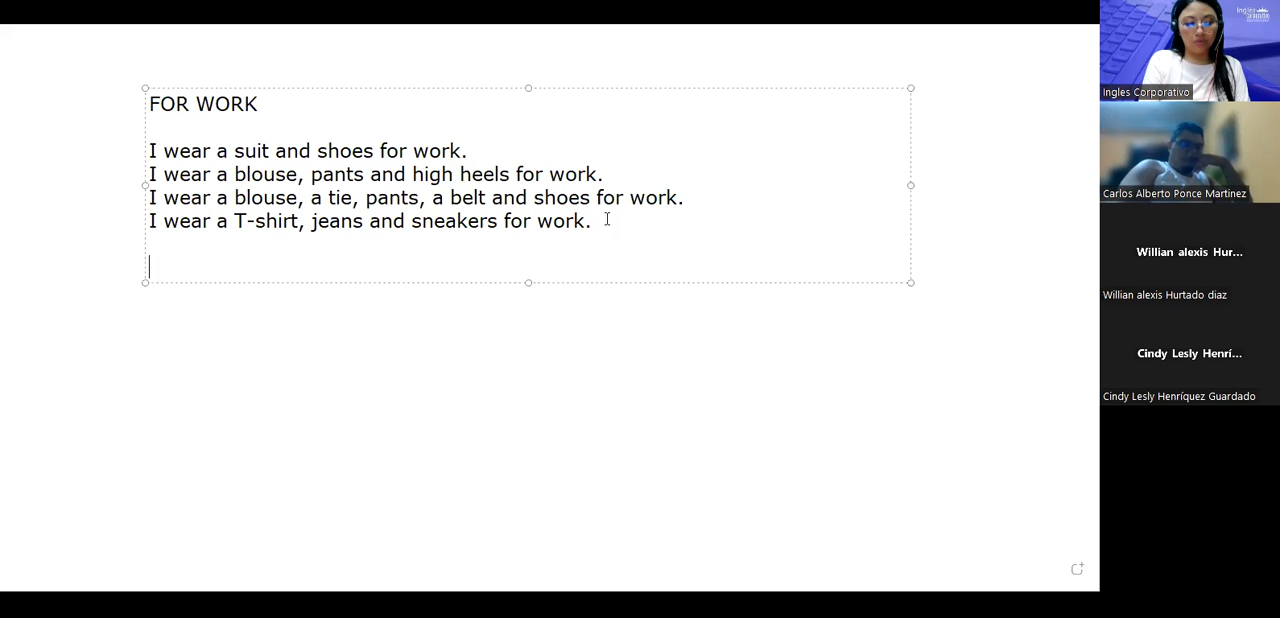 FOR WORK
I wear a suit and shoes for work.
I wear a blouse, pants and high heels for work.
I wear a blouse, a tie, pants, a belt and shoes for work.
I wear a T-shirt, jeans and sneakers for work.
Ingles
Ingles Corporativo
Carlos Alberto Ponce Martinez
Willian alexis Hur...
Willian alexis Hurtado diaz
Cindy Lesly Henrí...
Cindy Lesly Henríquez Guardado